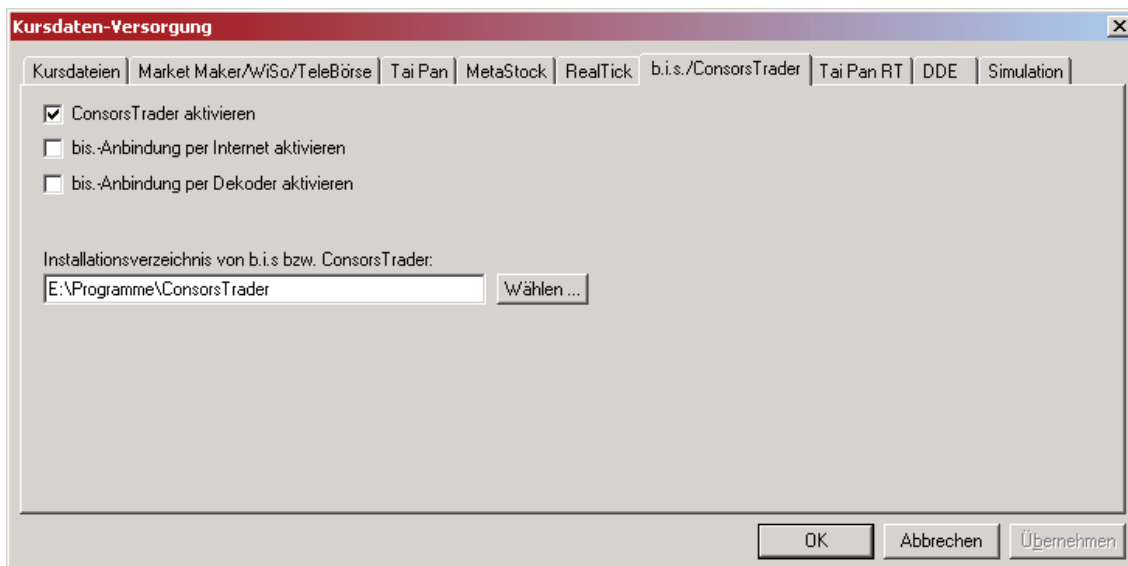 Kursdaten-Versorgung
Kursdateien Market Maker/WiSo/TeleBörse Tai Pan MetaStock RealTick b.i.s./ConsorsTrader Tai Pan RT DDE Simulation
ConsorsTrader aktivieren
bis.-Anbindung per Internet aktivieren
bis.-Anbindung per Dekoder aktivieren
Installationsverzeichnis von b.i.s bzw. ConsorsTrader:
E:\Programme\ConsorsTrader Wählen ...
OK Abbrechen Übernehmen